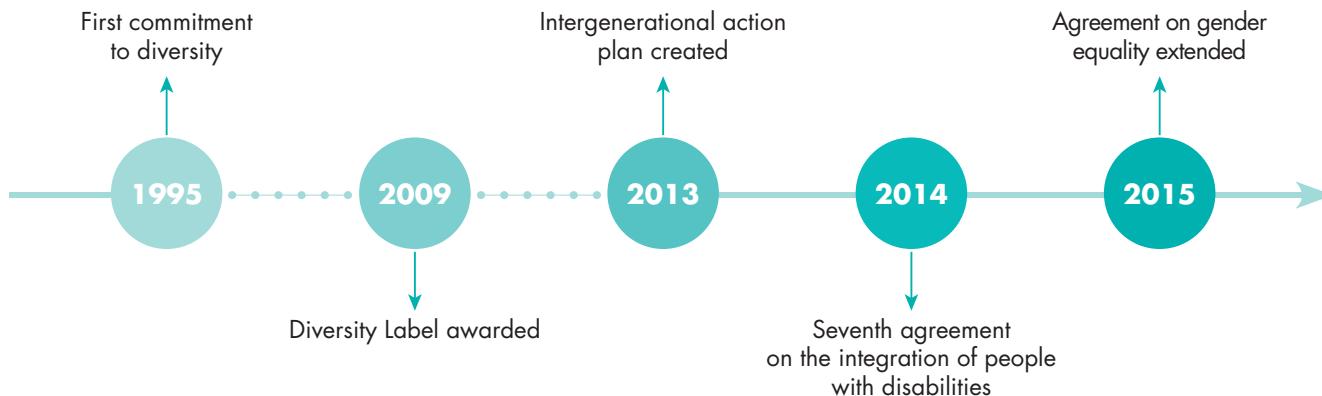 First commitment
to diversity
Intergenerational action
plan created
Agreement on gender
equality extended
1995
2009
2013
2014
2015
Diversity Label awarded
Seventh agreement
on the integration of people
with disabilities